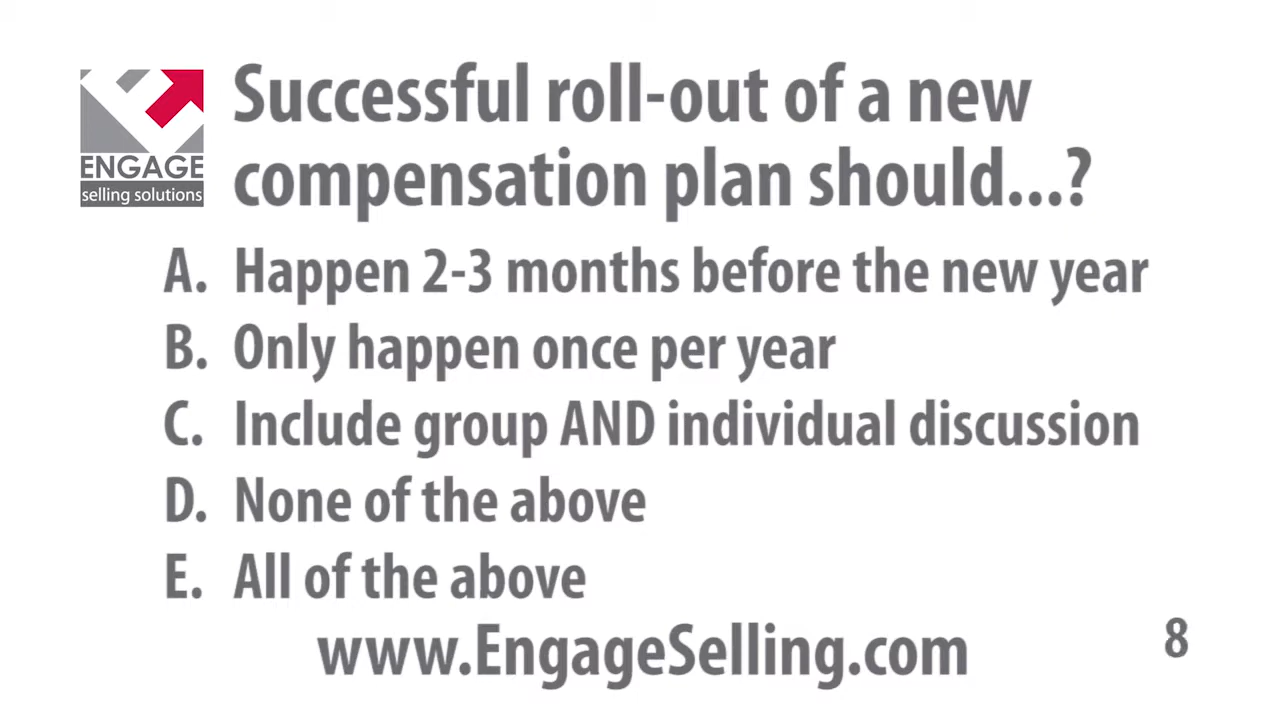 ENGAGE
selling solutions
Successful roll-out of a new
compensation plan should...?
A. Happen 2-3 months before the new year
B. Only happen once per year
C. Include group AND individual discussion
D. None of the above
E. All of the above
www.EngageSelling.com
8